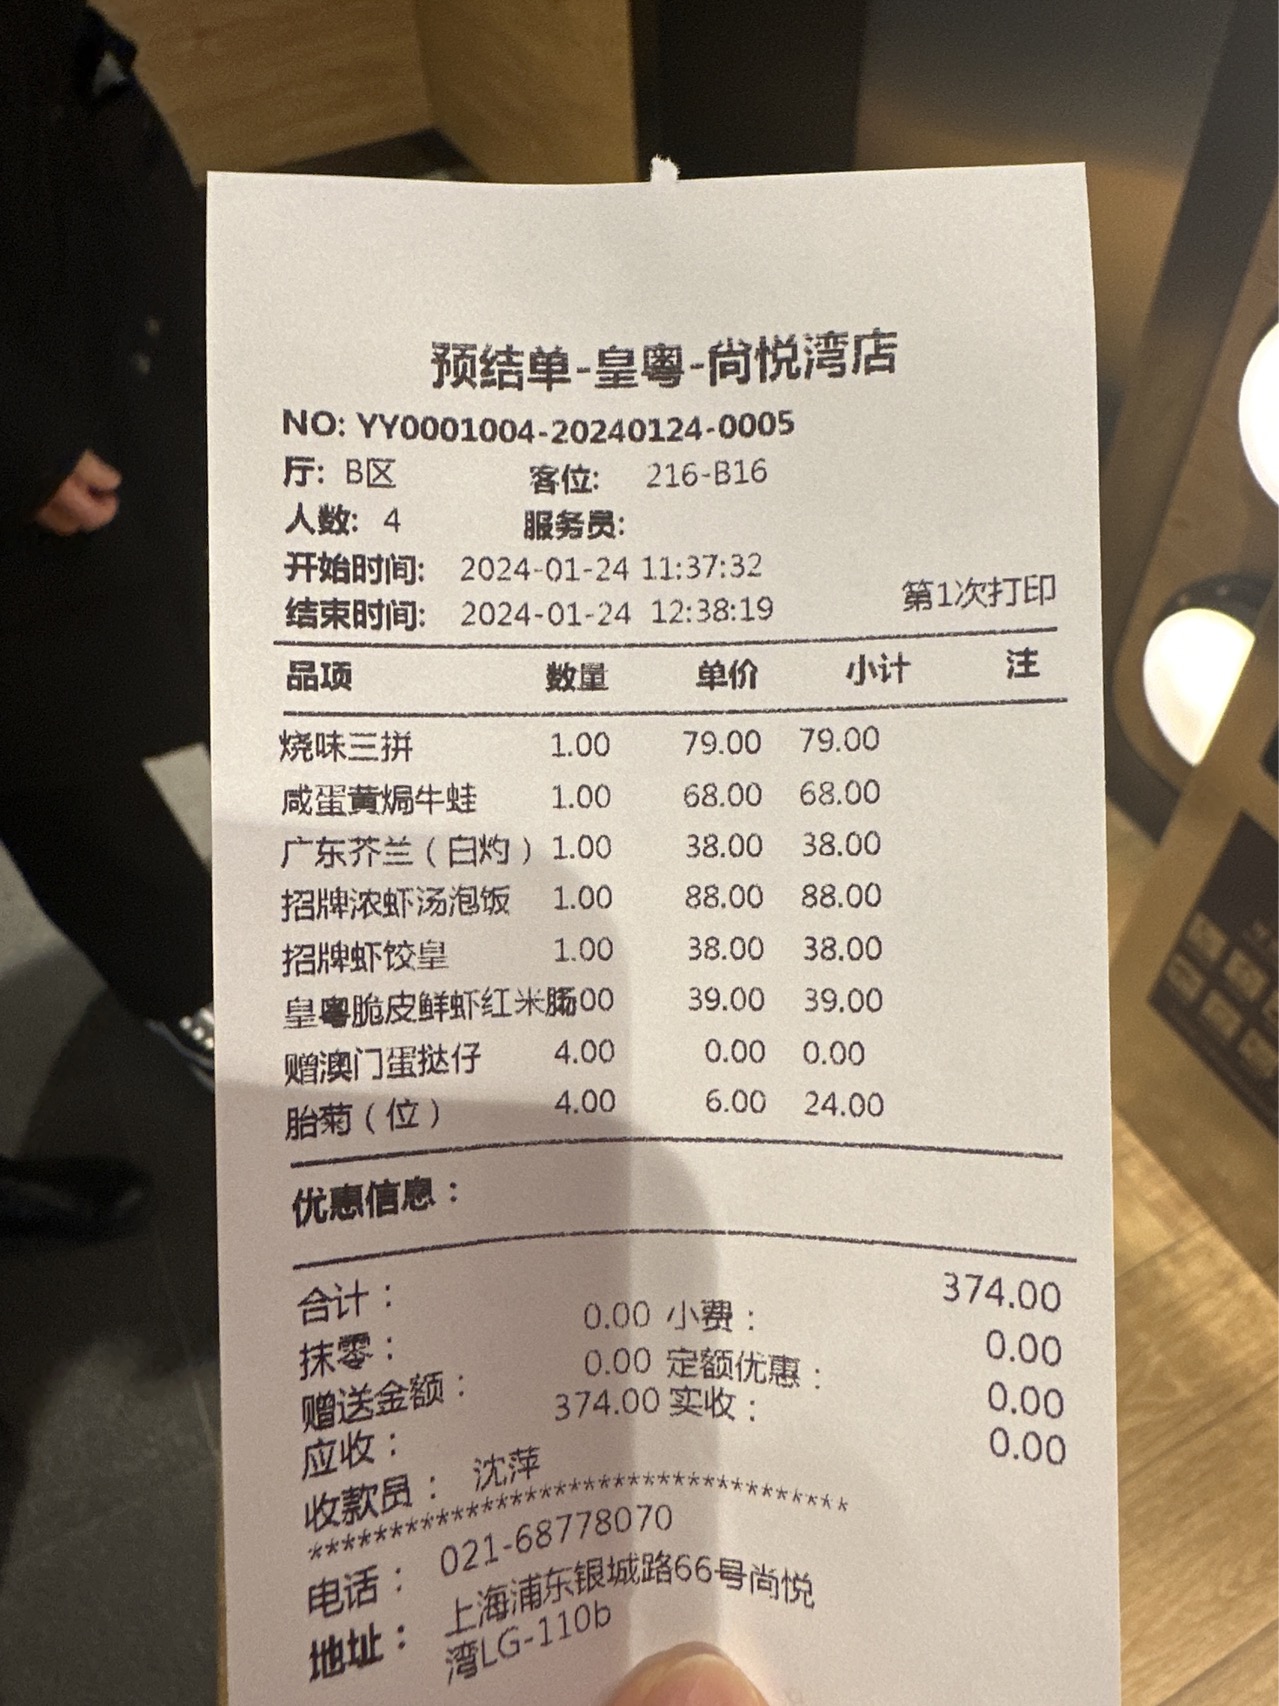 预结单-皇粤-尚悦湾店
NO: YY0001004-20240124-0005
厅: B区 客位: 216-B16
人数: 4 服务员:
开始时间: 2024-01-24 11:37:32
结束时间: 2024-01-24 12:38:19 第1次打印
品项 数量 单价 小计 注
烧味三拼 1.00 79.00 79.00
咸蛋黄焗牛蛙 1.00 68.00 68.00
广东芥兰（白灼） 1.00 38.00 38.00
招牌浓虾汤泡饭 1.00 88.00 88.00
招牌虾饺皇 1.00 38.00 38.00
皇粤脆皮鲜虾红米肠 00 39.00 39.00
赠澳门蛋挞仔 4.00 0.00 0.00
胎菊（位） 4.00 6.00 24.00
优惠信息：
合计： 374.00
抹零： 0.00 小费： 0.00
赠送金额： 0.00 定额优惠： 0.00
应收： 374.00 实收： 0.00
收款员： 沈萍
****************************************
电话： 021-68778070
地址： 上海浦东银城路66号尚悦
湾LG-110b